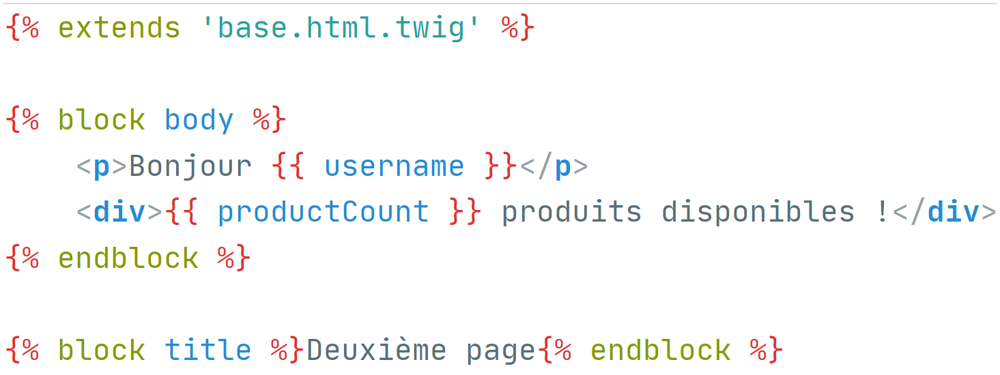 {% extends 'base.html.twig' %}
{% block body %}
    <p>Bonjour {{ username }}</p>
    <div>{{ productCount }} produits disponibles !</div>
{% endblock %}
{% block title %}Deuxième page{% endblock %}